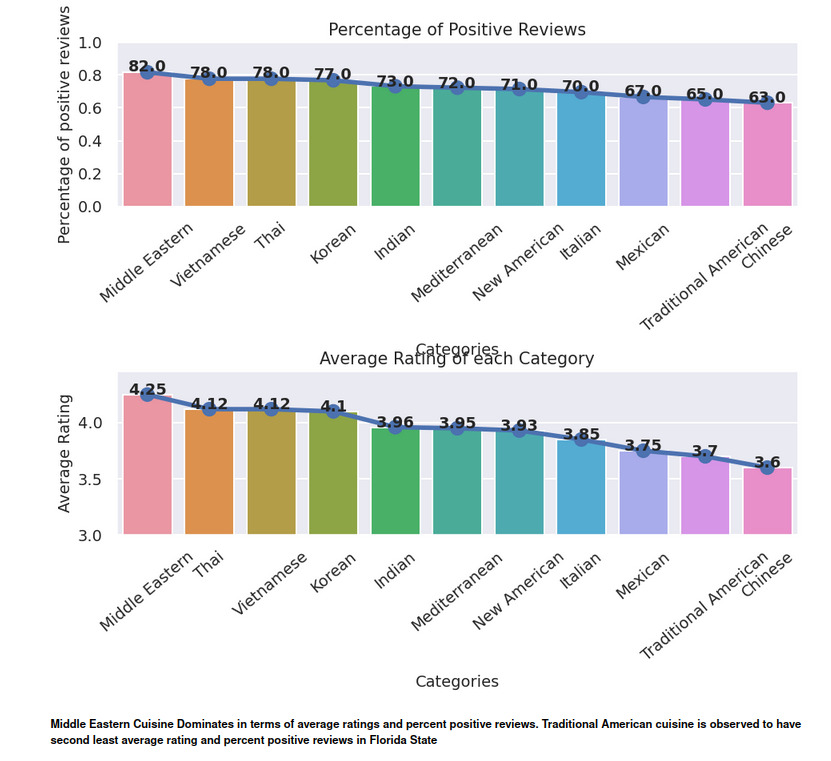 Percentage of Positive Reviews
Percentage of positive reviews
1.0
0.8
0.6
0.4
0.2
0.0
82.0 78.0 78.0 77.0 73.0 72.0 71.0 70.0 67.0 65.0 63.0
Middle Eastern Vietnamese Thai Korean Indian Mediterranean New American Italian Mexican Traditional American Chinese
Categories
Average Rating of each Category
Average Rating
4.0
3.5
3.0
4.25 4.12 4.12 4.1 3.96 3.95 3.93 3.85 3.75 3.7 3.6
Middle Eastern Thai Vietnamese Korean Indian Mediterranean New American Italian Mexican Traditional American Chinese
Categories
Middle Eastern Cuisine Dominates in terms of average ratings and percent positive reviews. Traditional American cuisine is observed to have
second least average rating and percent positive reviews in Florida State